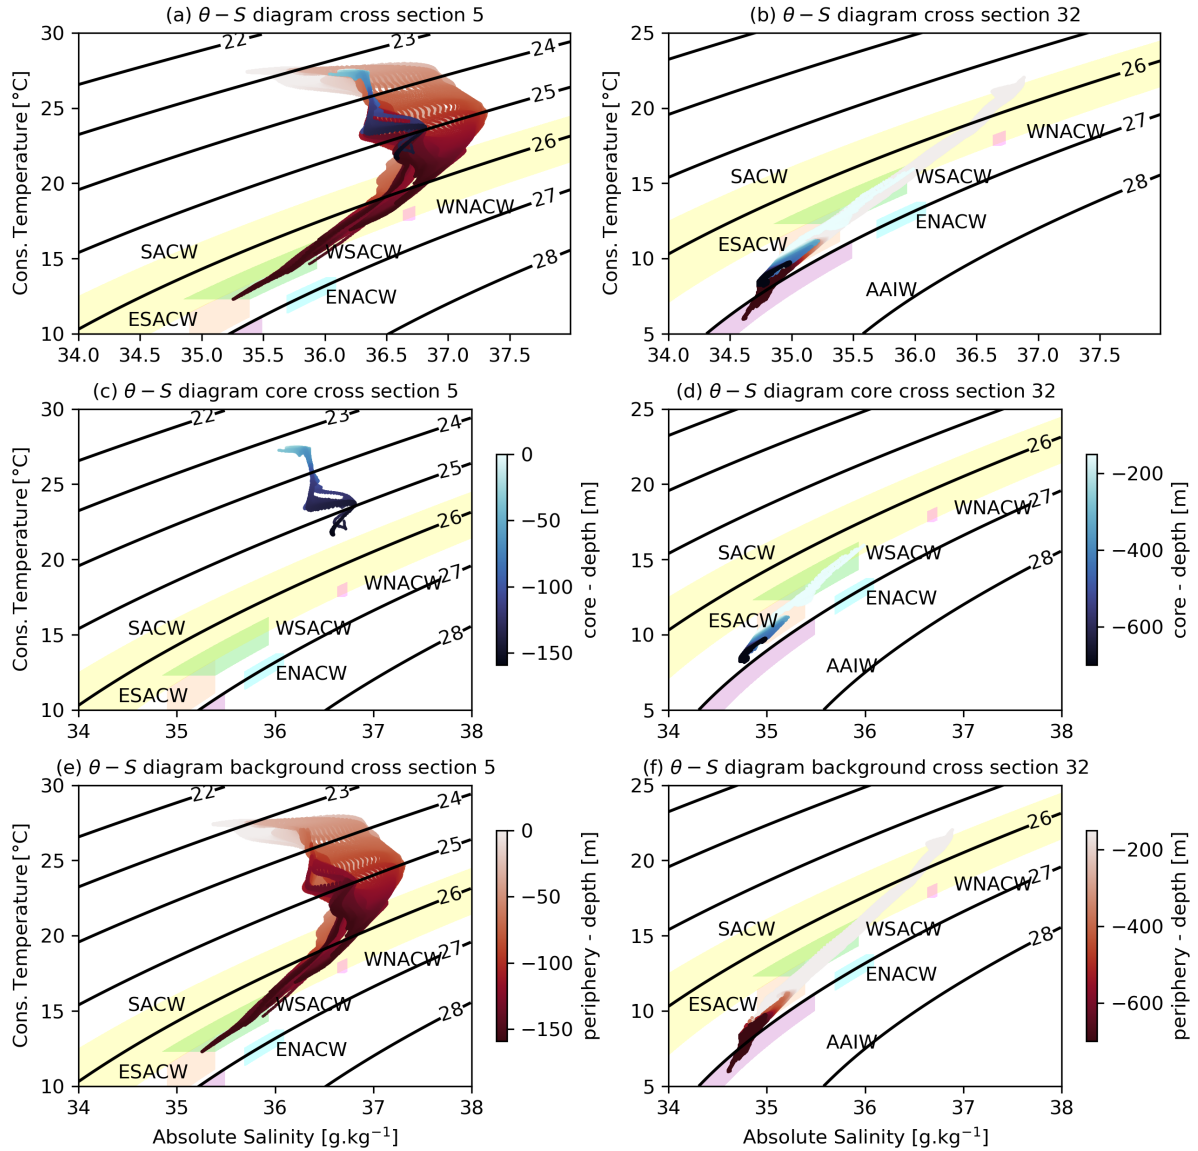 (a) θ − S diagram cross section 5
(b) θ − S diagram cross section 32
30
25
20
15
10
Cons. Temperature [°C]
22
23
24
25
26
27
28
SACW
WNACW
WSACW
ENACW
ESACW
34.0
34.5
35.0
35.5
36.0
36.5
37.0
37.5
25
20
15
10
5
Cons. Temperature [°C]
26
27
28
WNACW
SACW
WSACW
ENACW
ESACW
AAIW
34.0
34.5
35.0
35.5
36.0
36.5
37.0
37.5
(c) θ − S diagram core cross section 5
(d) θ − S diagram core cross section 32
30
25
20
15
10
Cons. Temperature [°C]
22
23
24
25
26
27
28
WNACW
SACW
WSACW
ENACW
ESACW
34
35
36
37
38
0
−50
−100
−150
core - depth [m]
25
20
15
10
5
26
27
28
WNACW
SACW
WSACW
ENACW
ESACW
AAIW
34
35
36
37
38
−200
−400
−600
core - depth [m]
(e) θ − S diagram background cross section 5
(f) θ − S diagram background cross section 32
30
25
20
15
10
Cons. Temperature [°C]
22
23
24
25
26
27
28
WNACW
SACW
WSACW
ENACW
ESACW
34
35
36
37
38
Absolute Salinity [g.kg⁻¹]
0
−50
−100
−150
periphery - depth [m]
25
20
15
10
5
26
27
28
WNACW
SACW
WSACW
ENACW
ESACW
AAIW
34
35
36
37
38
Absolute Salinity [g.kg⁻¹]
−200
−400
−600
periphery - depth [m]